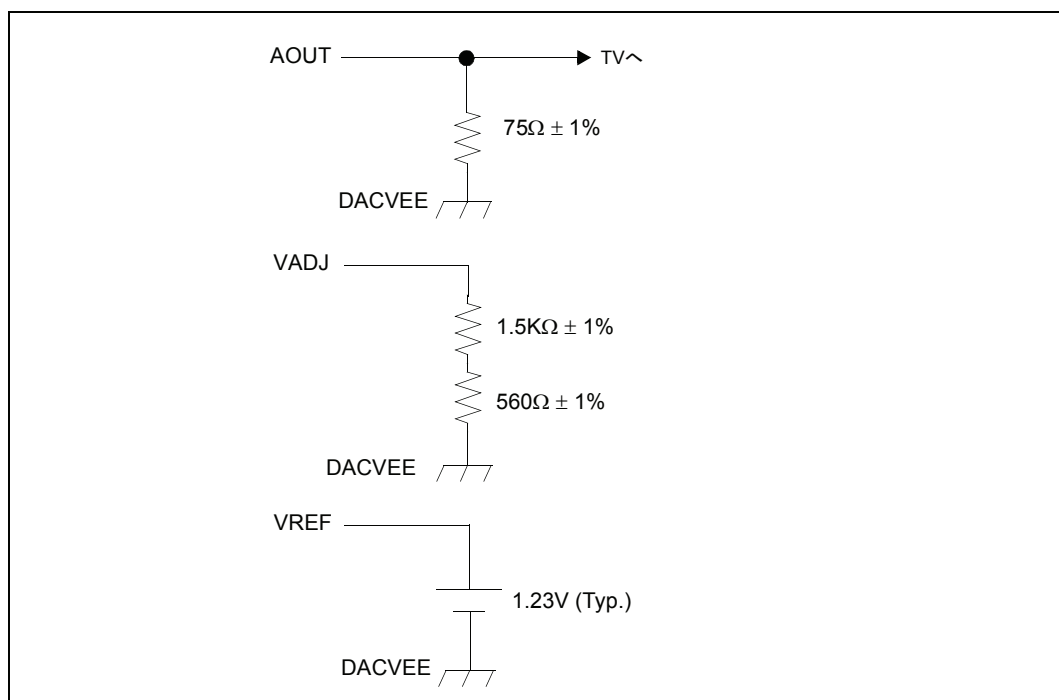 AOUT
TVへ
75Ω ± 1%
DACVEE
VADJ
1.5KΩ ± 1%
560Ω ± 1%
DACVEE
VREF
1.23V (Typ.)
DACVEE